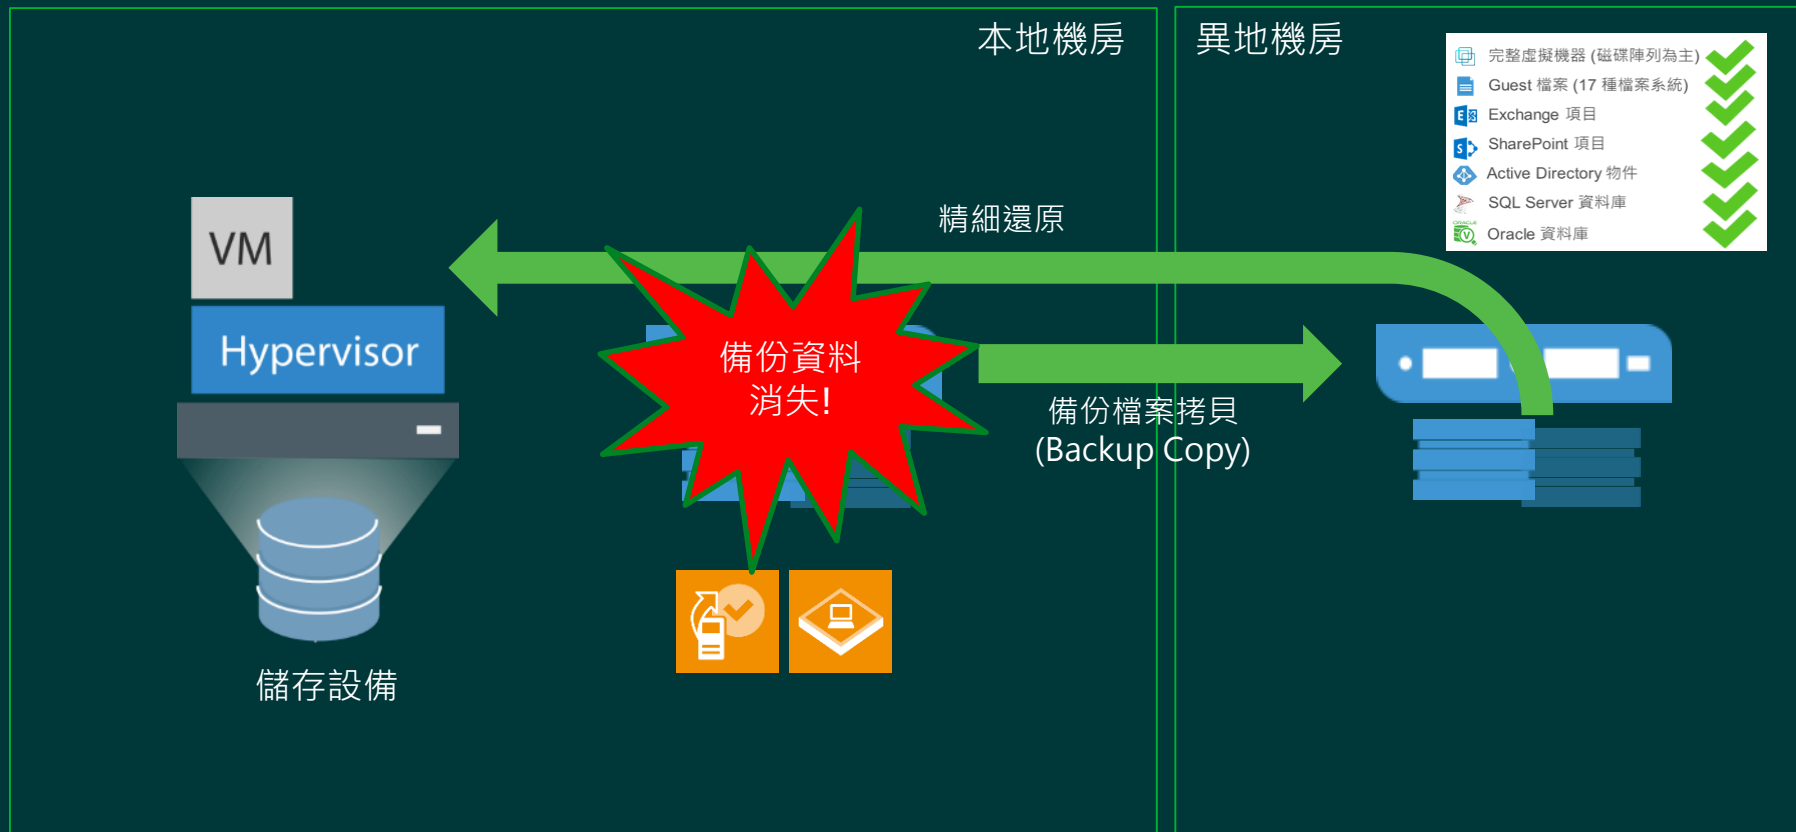 本地機房
異地機房
完整虛擬機器 (磁碟陣列為主)
Guest 檔案 (17 種檔案系統)
Exchange 項目
SharePoint 項目
Active Directory 物件
SQL Server 資料庫
ORACLE
Oracle 資料庫
精細還原
VM
Hypervisor
備份資料
消失!
備份檔案拷貝
(Backup Copy)
儲存設備